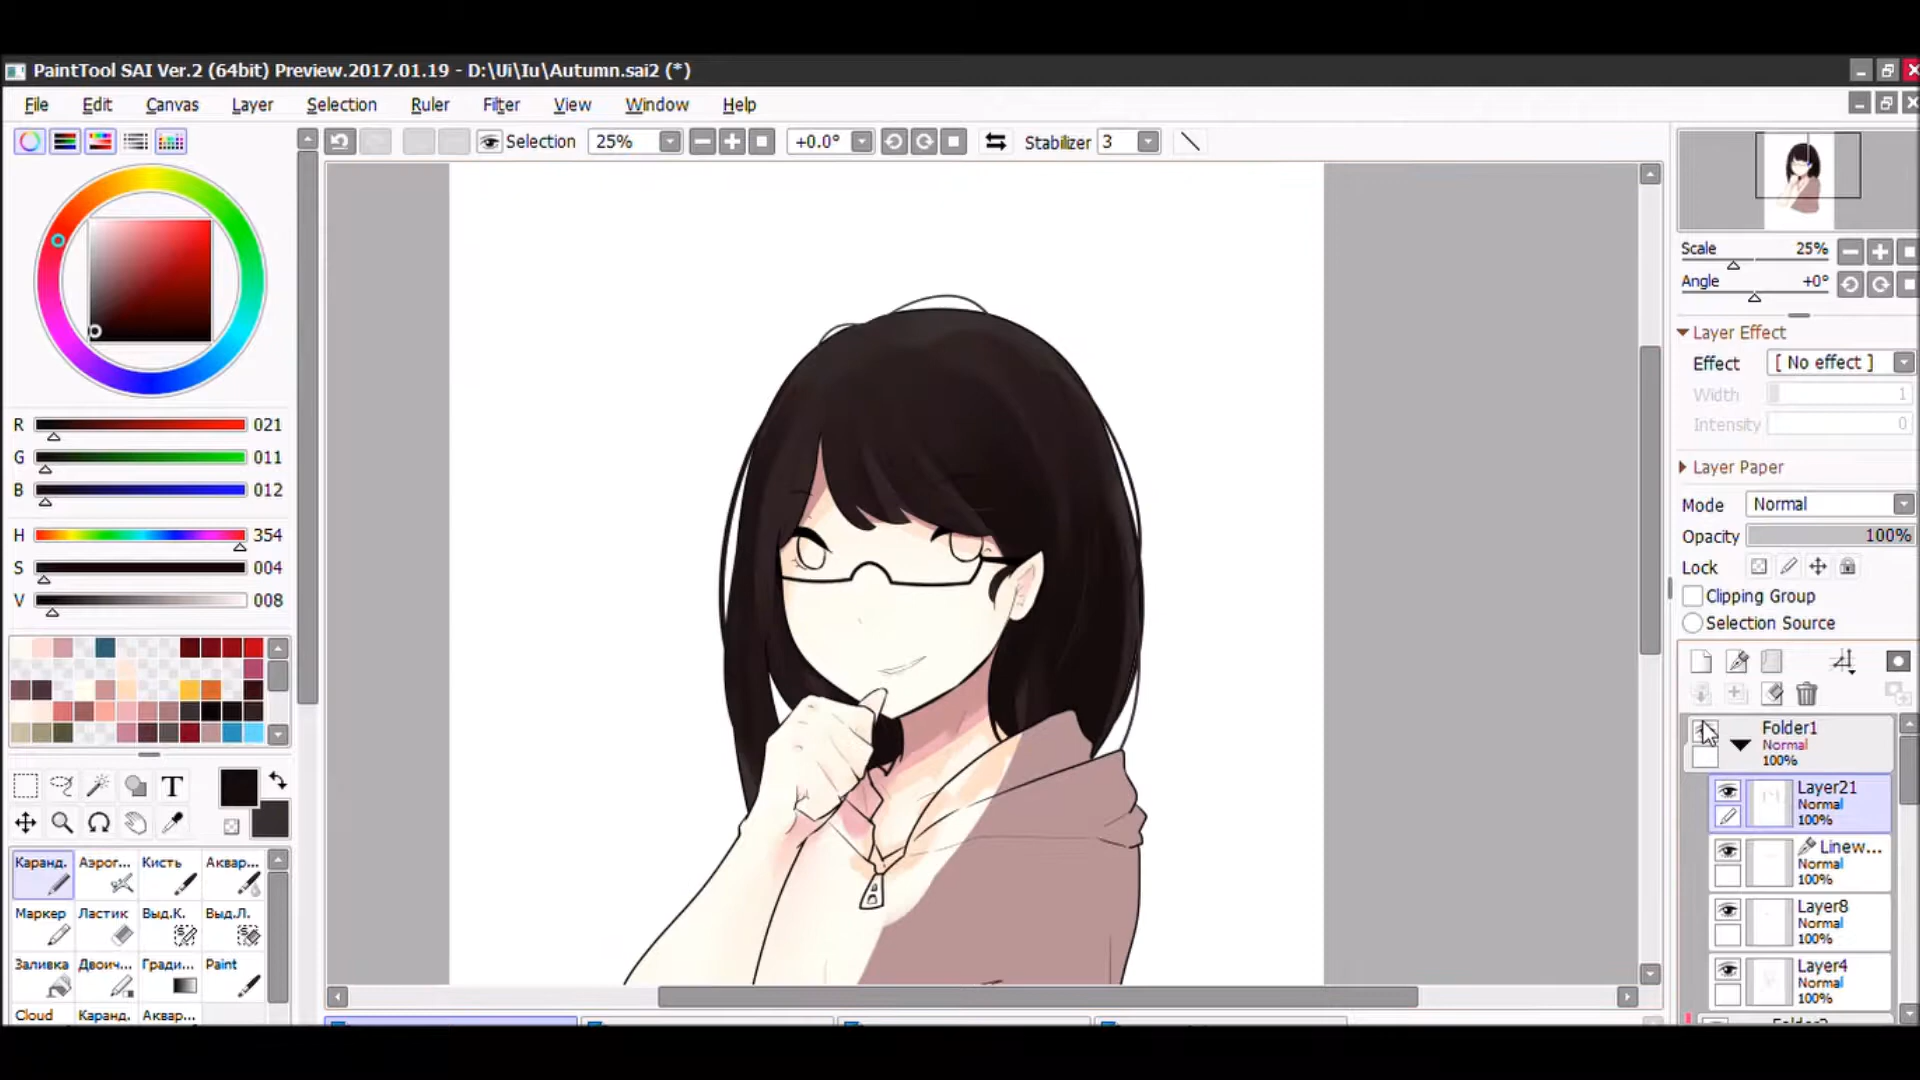 PaintTool SAI Ver.2 (64bit) Preview.2017.01.19 - D:\Ui\Iu\Autumn.sai2 (*)
File Edit Canvas Layer Selection Ruler Filter View Window Help
Selection 25% +0.0° Stabilizer 3
Scale 25%
Angle +0°
Layer Effect
Effect [ No effect ]
Width 1
Intensity 0
Layer Paper
Mode Normal
Opacity 100%
Lock
Clipping Group
Selection Source
R 021
G 011
B 012
H 354
S 004
V 008
T
Каранд. Аэрог... Кисть Аквар...
Маркер Ластик Выд.К. Выд.Л.
Заливка Двоич... Гради... Paint
Cloud Каранд. Аквар...
Folder1
Normal
100%
Layer21
Normal
100%
Linew...
Normal
100%
Layer8
Normal
100%
Layer4
Normal
100%